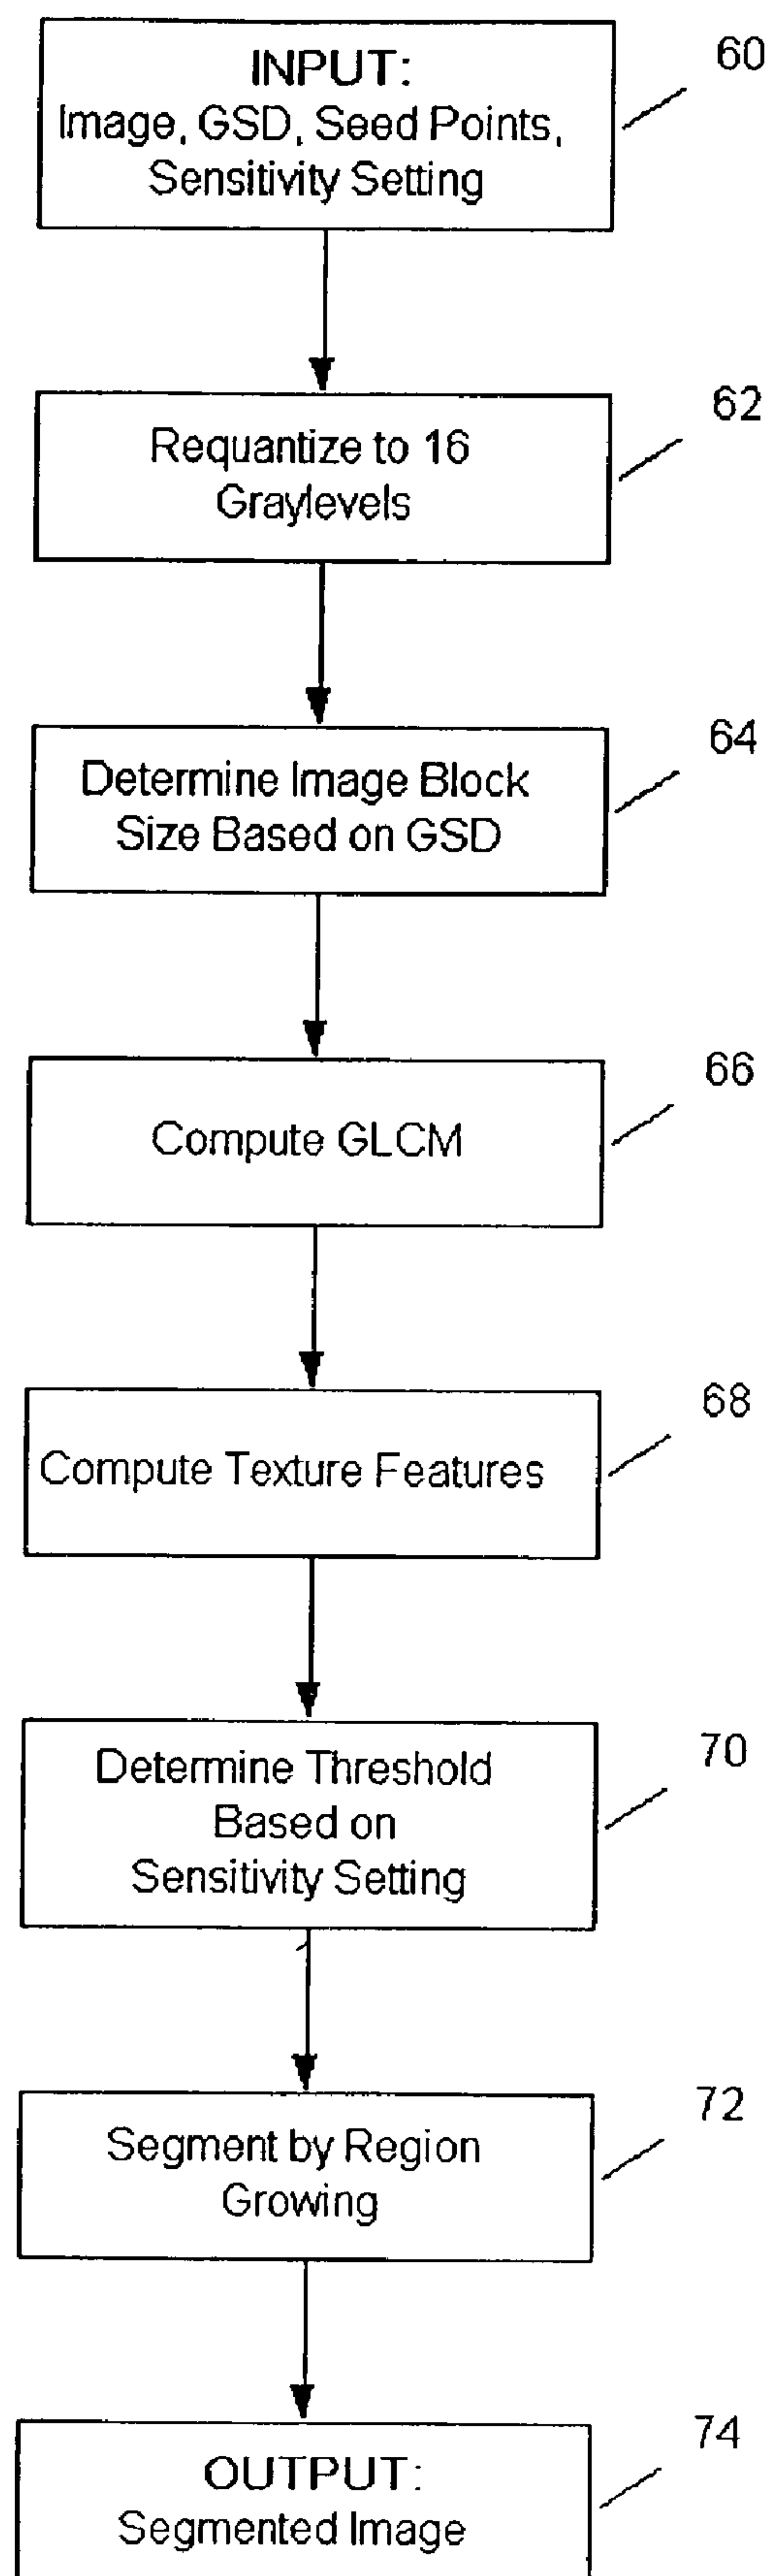 INPUT:
60
Image, GSD, Seed Points,
Sensitivity Setting
62
Requantize to 16
Graylevels
64
Determine Image Block
Size Based on GSD
66
Compute GLCM
68
Compute Texture Features
70
Determine Threshold
Based on
Sensitivity Setting
72
Segment by Region
Growing
74
OUTPUT:
Segmented Image